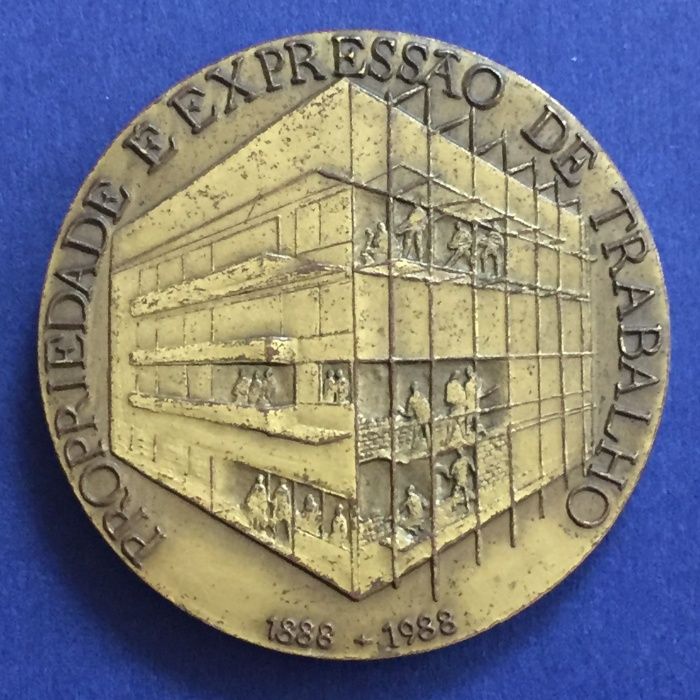 PROPRIEDADE É EXPRESSÃO DE TRABALHO
1888 + 1988